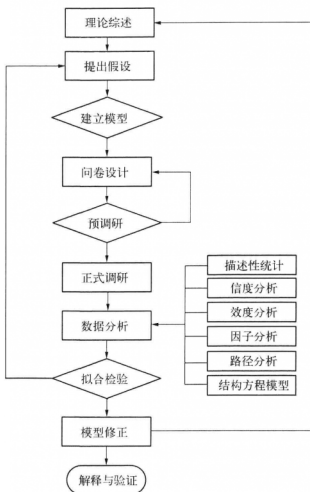 理论综述
提出假设
建立模型
问卷设计
预调研
正式调研
数据分析
描述性统计
信度分析
效度分析
因子分析
路径分析
结构方程模型
拟合检验
模型修正
解释与验证